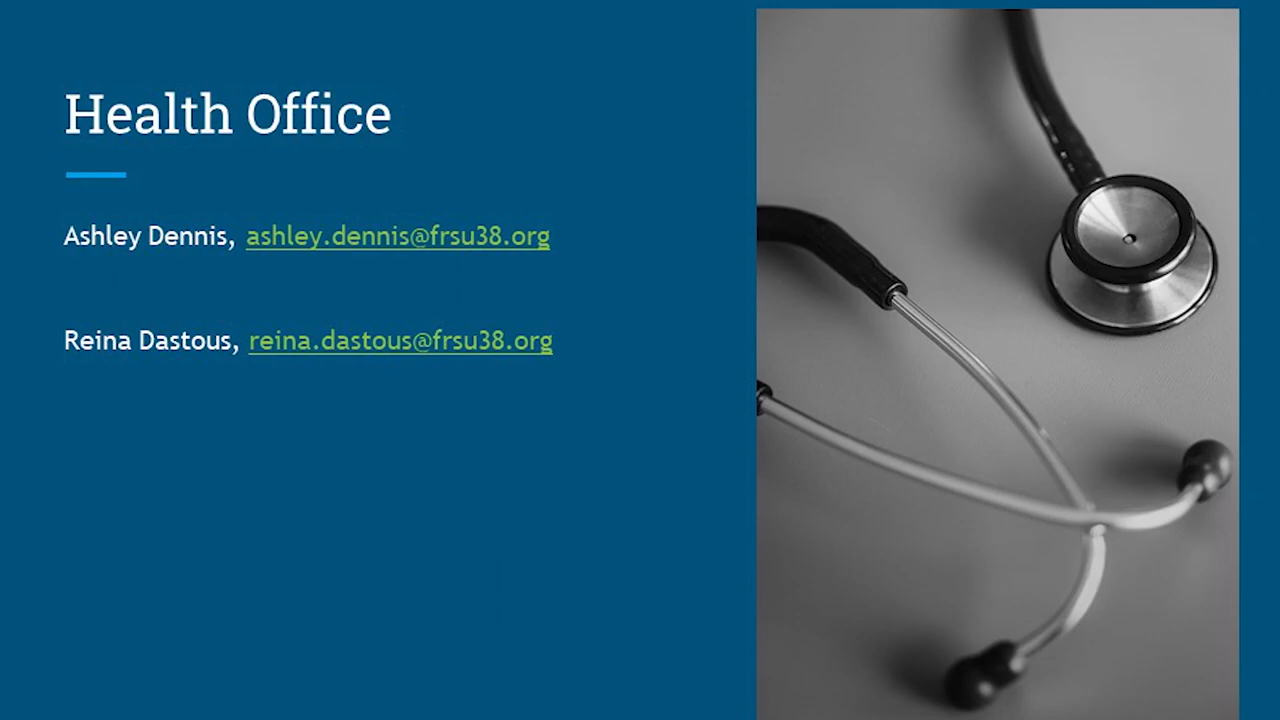 Health Office
Ashley Dennis, ashley.dennis@frsu38.org
Reina Dastous, reina.dastous@frsu38.org